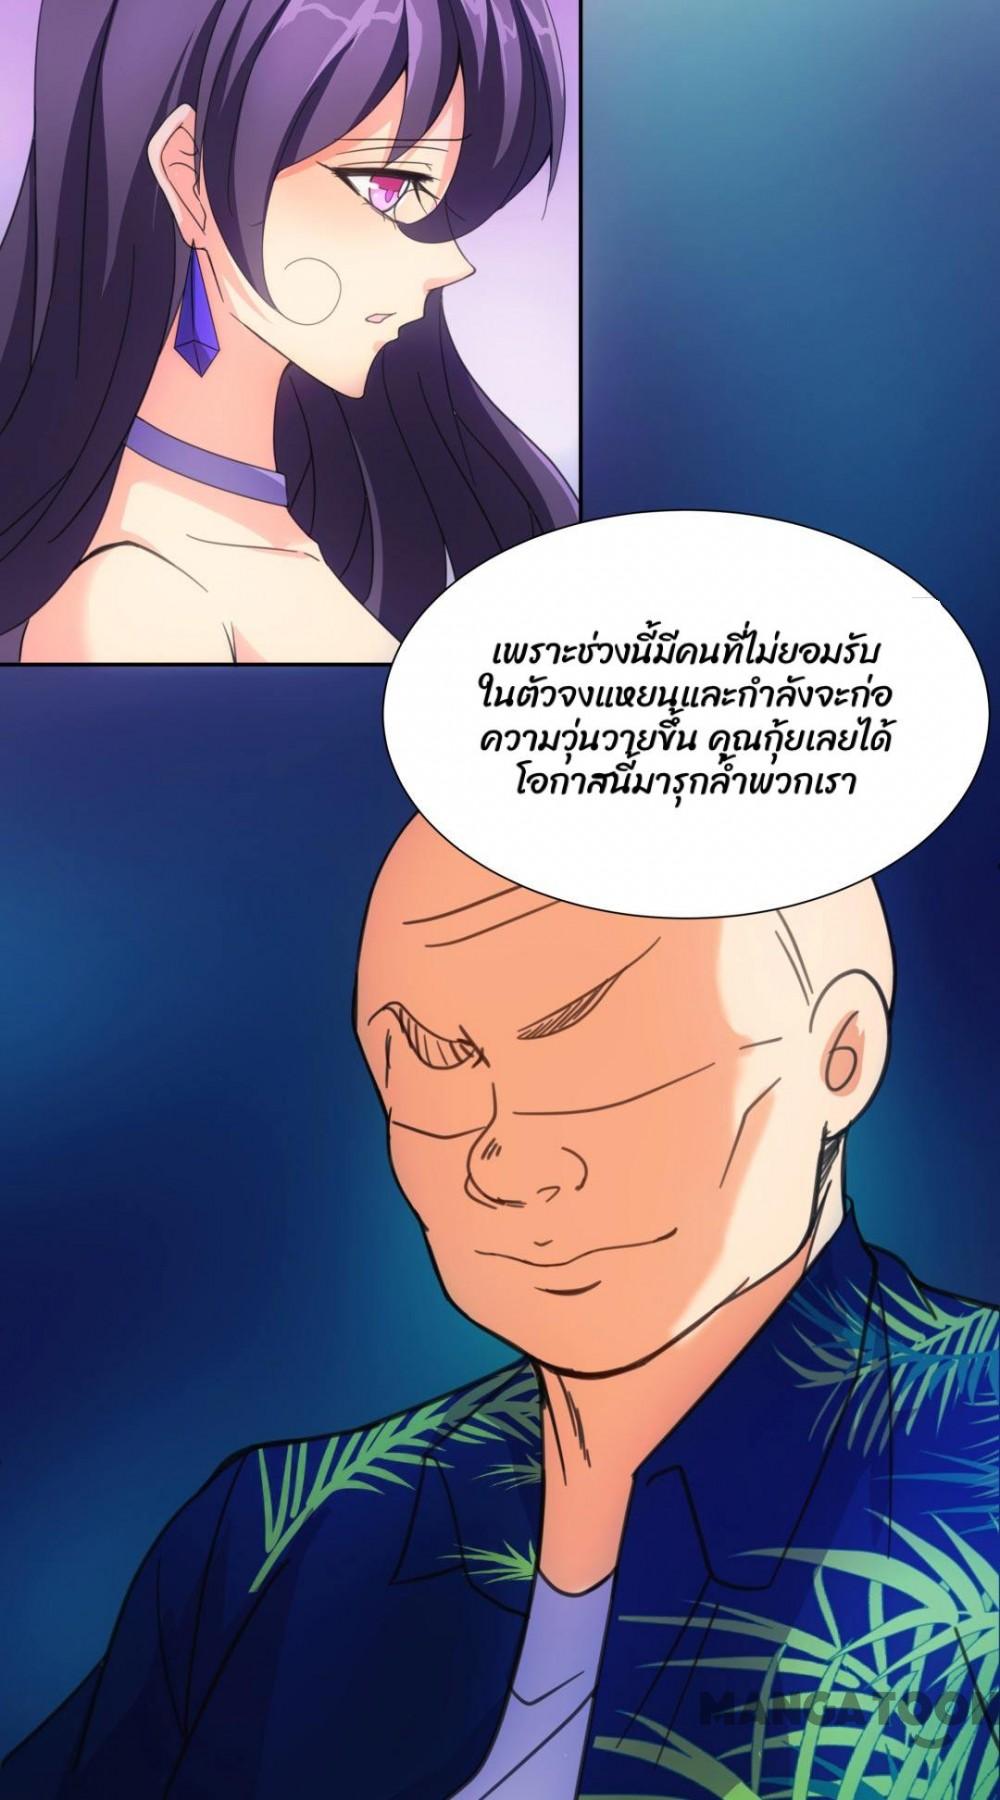 เพราะช่วงนี้มีคนที่ไม่ยอมรับ
ในตัวจงแหยนและกำลังจะก่อ
ความวุ่นวายขึ้น คุณกุ้ยเลยได้
โอกาสนี้มารุกล้ำพวกเรา
MANGATOON